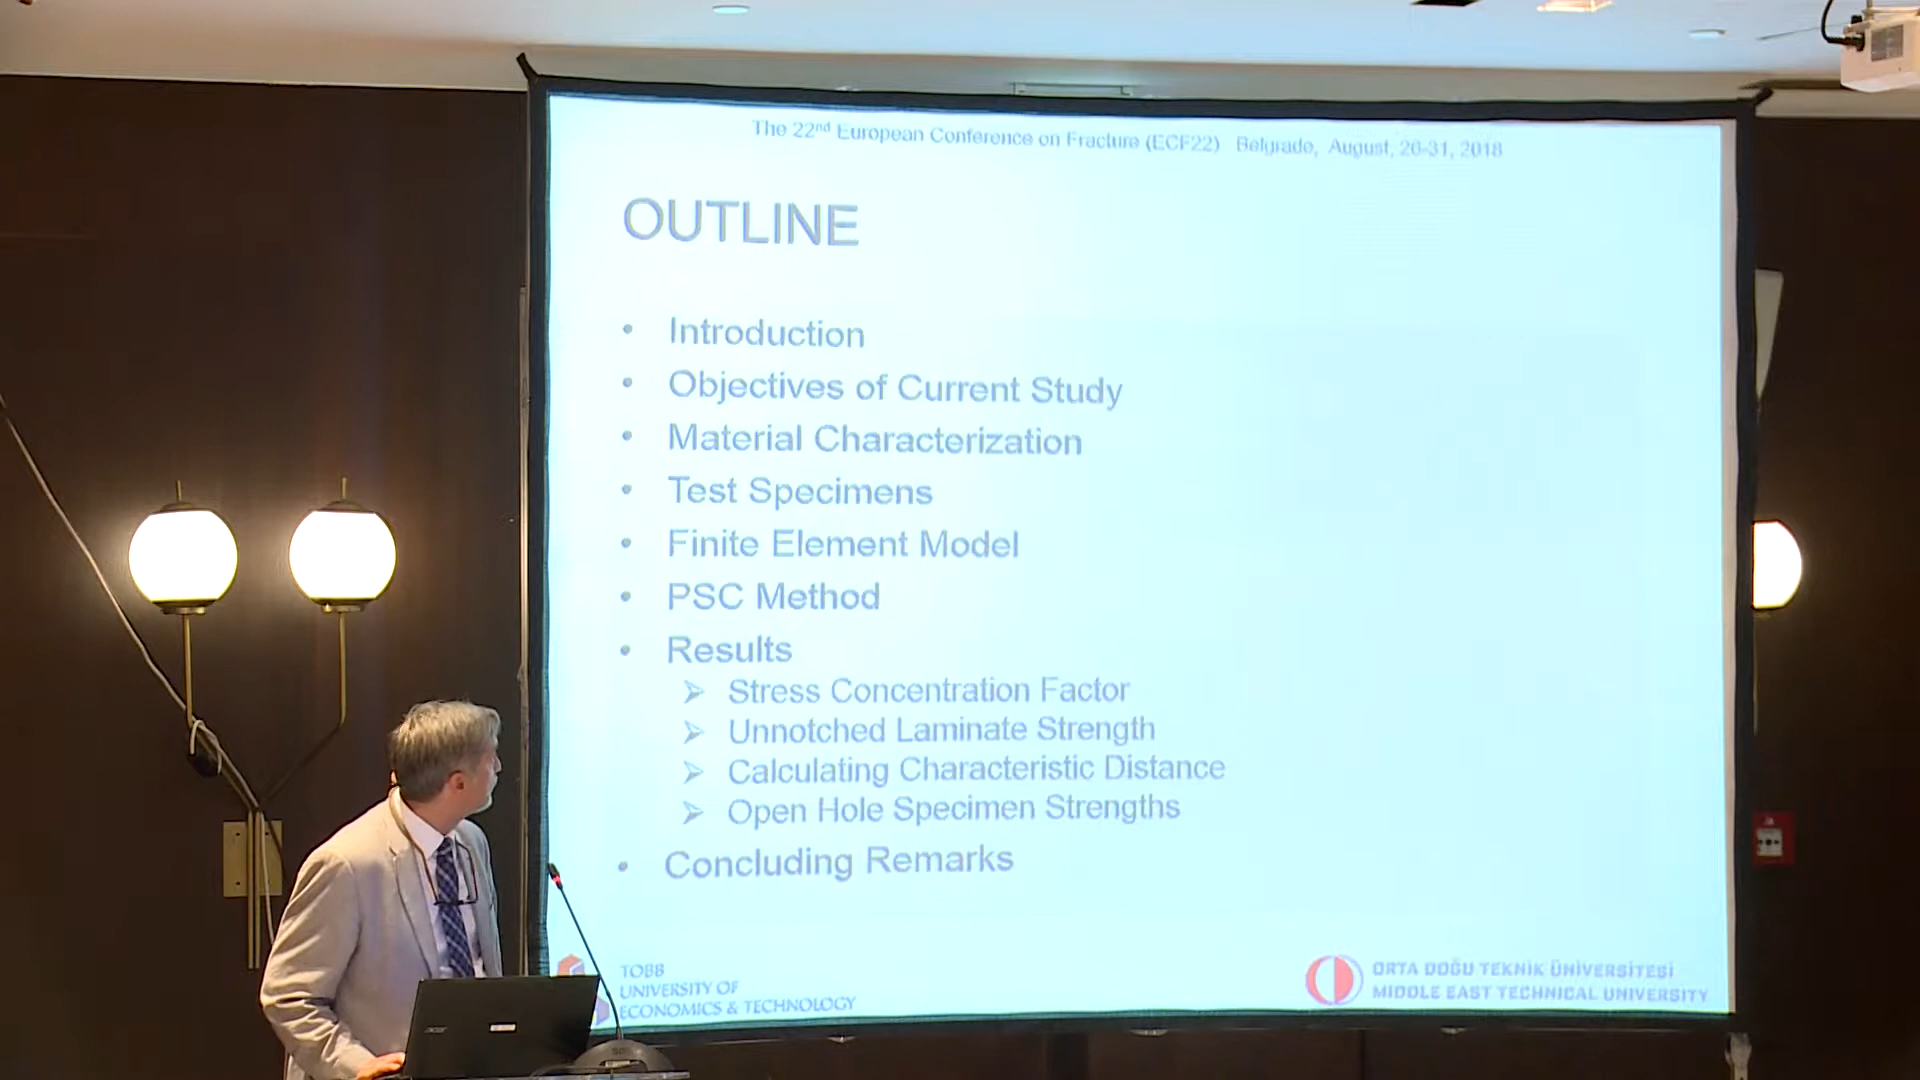 The 22nd European Conference on Fracture (ECF22) Belgrade, August, 26-31, 2018
OUTLINE
• Introduction
• Objectives of Current Study
• Material Characterization
• Test Specimens
• Finite Element Model
• PSC Method
• Results
➢ Stress Concentration Factor
➢ Unnotched Laminate Strength
➢ Calculating Characteristic Distance
➢ Open Hole Specimen Strengths
• Concluding Remarks
TOBB
UNIVERSITY OF
ECONOMICS & TECHNOLOGY
ORTA DOĞU TEKNİK ÜNİVERSİTESİ
MIDDLE EAST TECHNICAL UNIVERSITY
acer